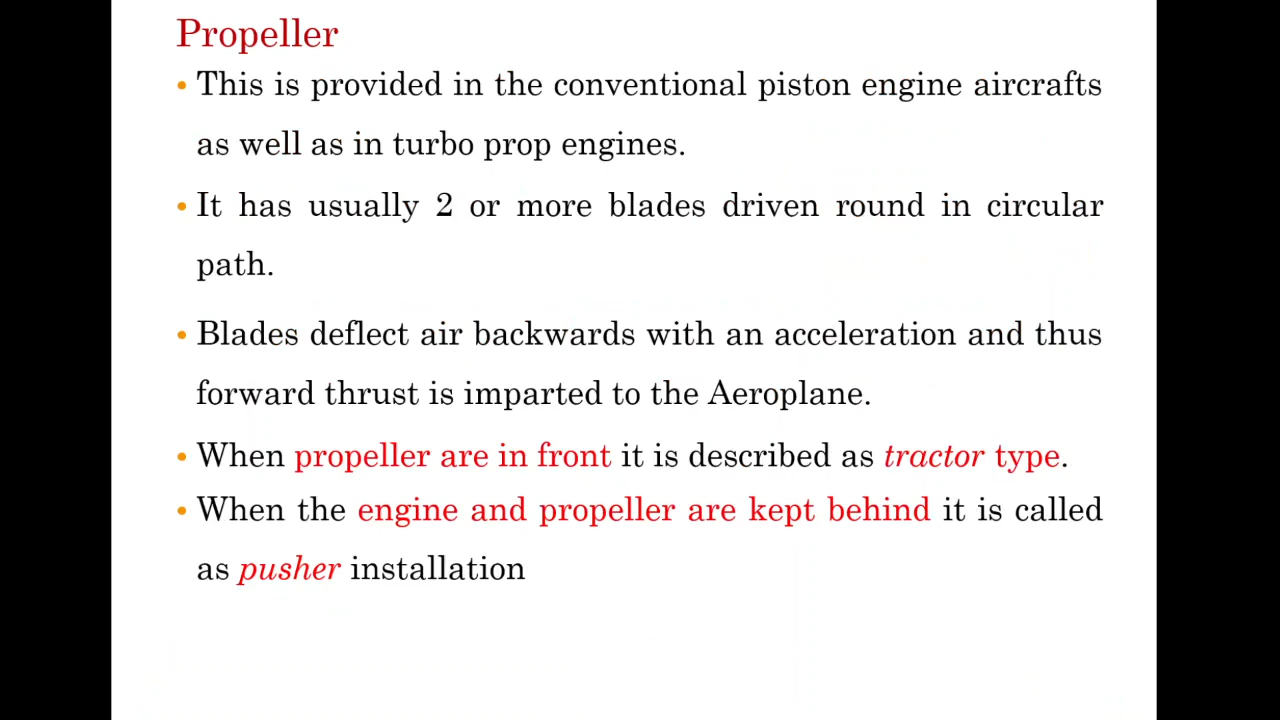 Propeller
• This is provided in the conventional piston engine aircrafts
as well as in turbo prop engines.
• It has usually 2 or more blades driven round in circular
path.
• Blades deflect air backwards with an acceleration and thus
forward thrust is imparted to the Aeroplane.
• When propeller are in front it is described as tractor type.
• When the engine and propeller are kept behind it is called
as pusher installation